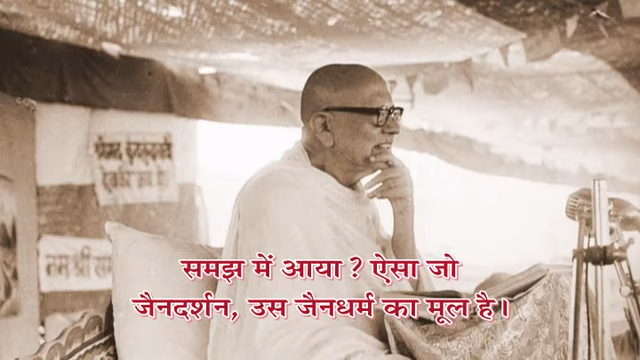 समझ में आया ? ऐसा जो
जैनदर्शन, उस जैनधर्म का मूल है।